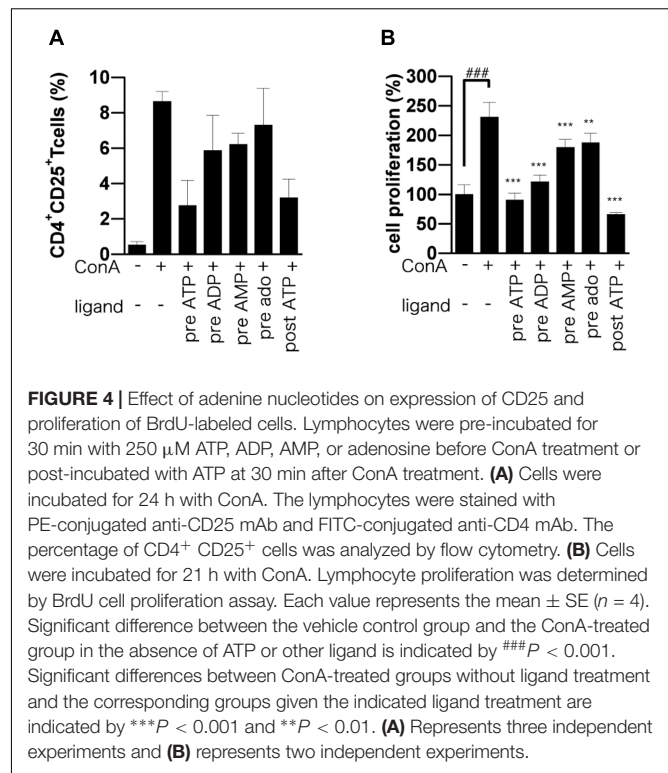 A
CD4⁺CD25⁺Tcells (%)
10
8
6
4
2
0
ConA - + + + + + +
ligand - - pre ATP pre ADP pre AMP pre ado post ATP
B
cell proliferation (%)
300
250
200
150
100
50
0
###
*** *** *** ** ***
ConA - + + + + + +
ligand - - pre ATP pre ADP pre AMP pre ado post ATP
FIGURE 4 | Effect of adenine nucleotides on expression of CD25 and
proliferation of BrdU-labeled cells. Lymphocytes were pre-incubated for
30 min with 250 μM ATP, ADP, AMP, or adenosine before ConA treatment or
post-incubated with ATP at 30 min after ConA treatment. (A) Cells were
incubated for 24 h with ConA. The lymphocytes were stained with
PE-conjugated anti-CD25 mAb and FITC-conjugated anti-CD4 mAb. The
percentage of CD4⁺ CD25⁺ cells was analyzed by flow cytometry. (B) Cells
were incubated for 21 h with ConA. Lymphocyte proliferation was determined
by BrdU cell proliferation assay. Each value represents the mean ± SE (n = 4).
Significant difference between the vehicle control group and the ConA-treated
group in the absence of ATP or other ligand is indicated by ###P < 0.001.
Significant differences between ConA-treated groups without ligand treatment
and the corresponding groups given the indicated ligand treatment are
indicated by ***P < 0.001 and **P < 0.01. (A) Represents three independent
experiments and (B) represents two independent experiments.